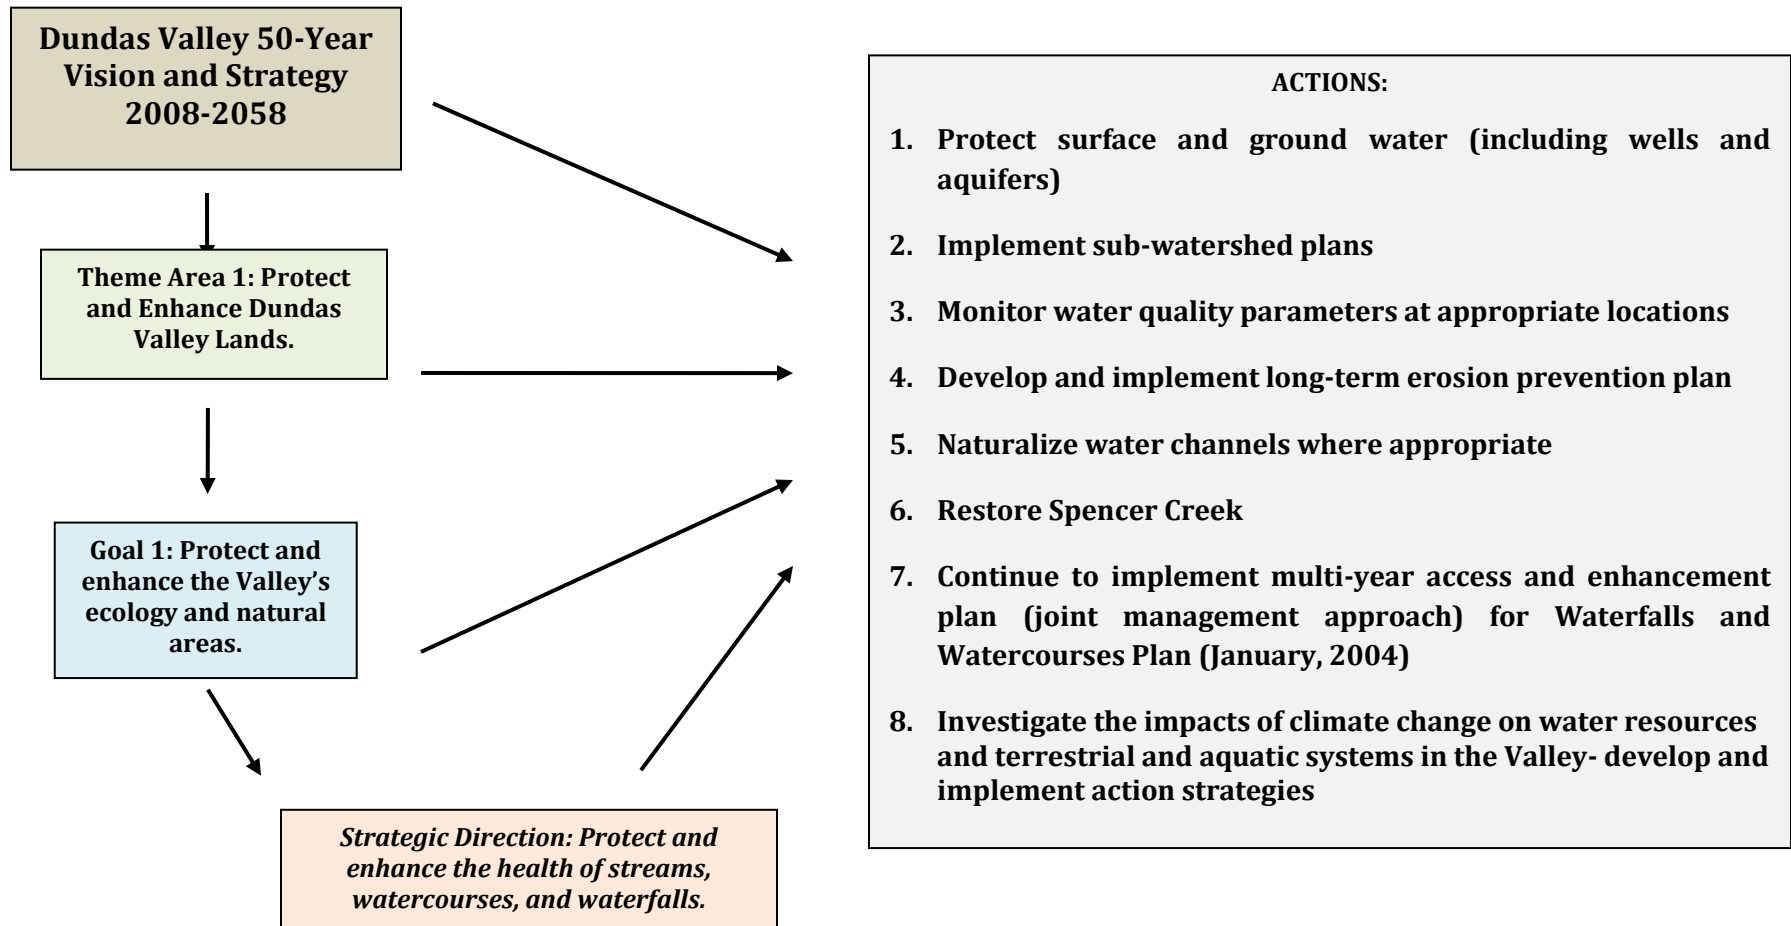 Dundas Valley 50-Year
Vision and Strategy
2008-2058
Theme Area 1: Protect
and Enhance Dundas
Valley Lands.
Goal 1: Protect and
enhance the Valley’s
ecology and natural
areas.
Strategic Direction: Protect and
enhance the health of streams,
watercourses, and waterfalls.
ACTIONS:
1. Protect surface and ground water (including wells and
aquifers)
2. Implement sub-watershed plans
3. Monitor water quality parameters at appropriate locations
4. Develop and implement long-term erosion prevention plan
5. Naturalize water channels where appropriate
6. Restore Spencer Creek
7. Continue to implement multi-year access and enhancement
plan (joint management approach) for Waterfalls and
Watercourses Plan (January, 2004)
8. Investigate the impacts of climate change on water resources
and terrestrial and aquatic systems in the Valley- develop and
implement action strategies